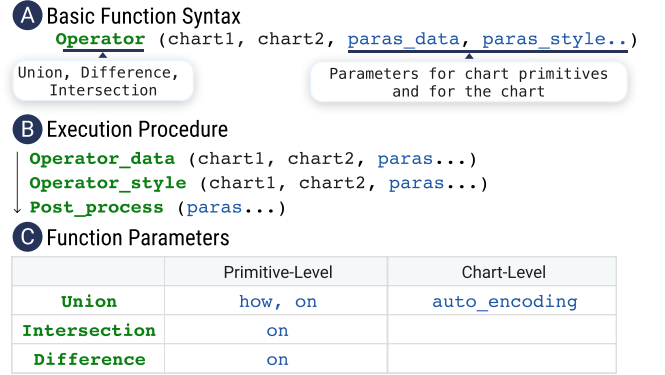 A Basic Function Syntax
Operator (chart1, chart2, paras_data, paras_style..)
Union, Difference,
Intersection
Parameters for chart primitives
and for the chart
B Execution Procedure
Operator_data (chart1, chart2, paras...)
Operator_style (chart1, chart2, paras...)
Post_process (paras...)
C Function Parameters
Primitive-Level Chart-Level
Union how, on auto_encoding
Intersection on
Difference on